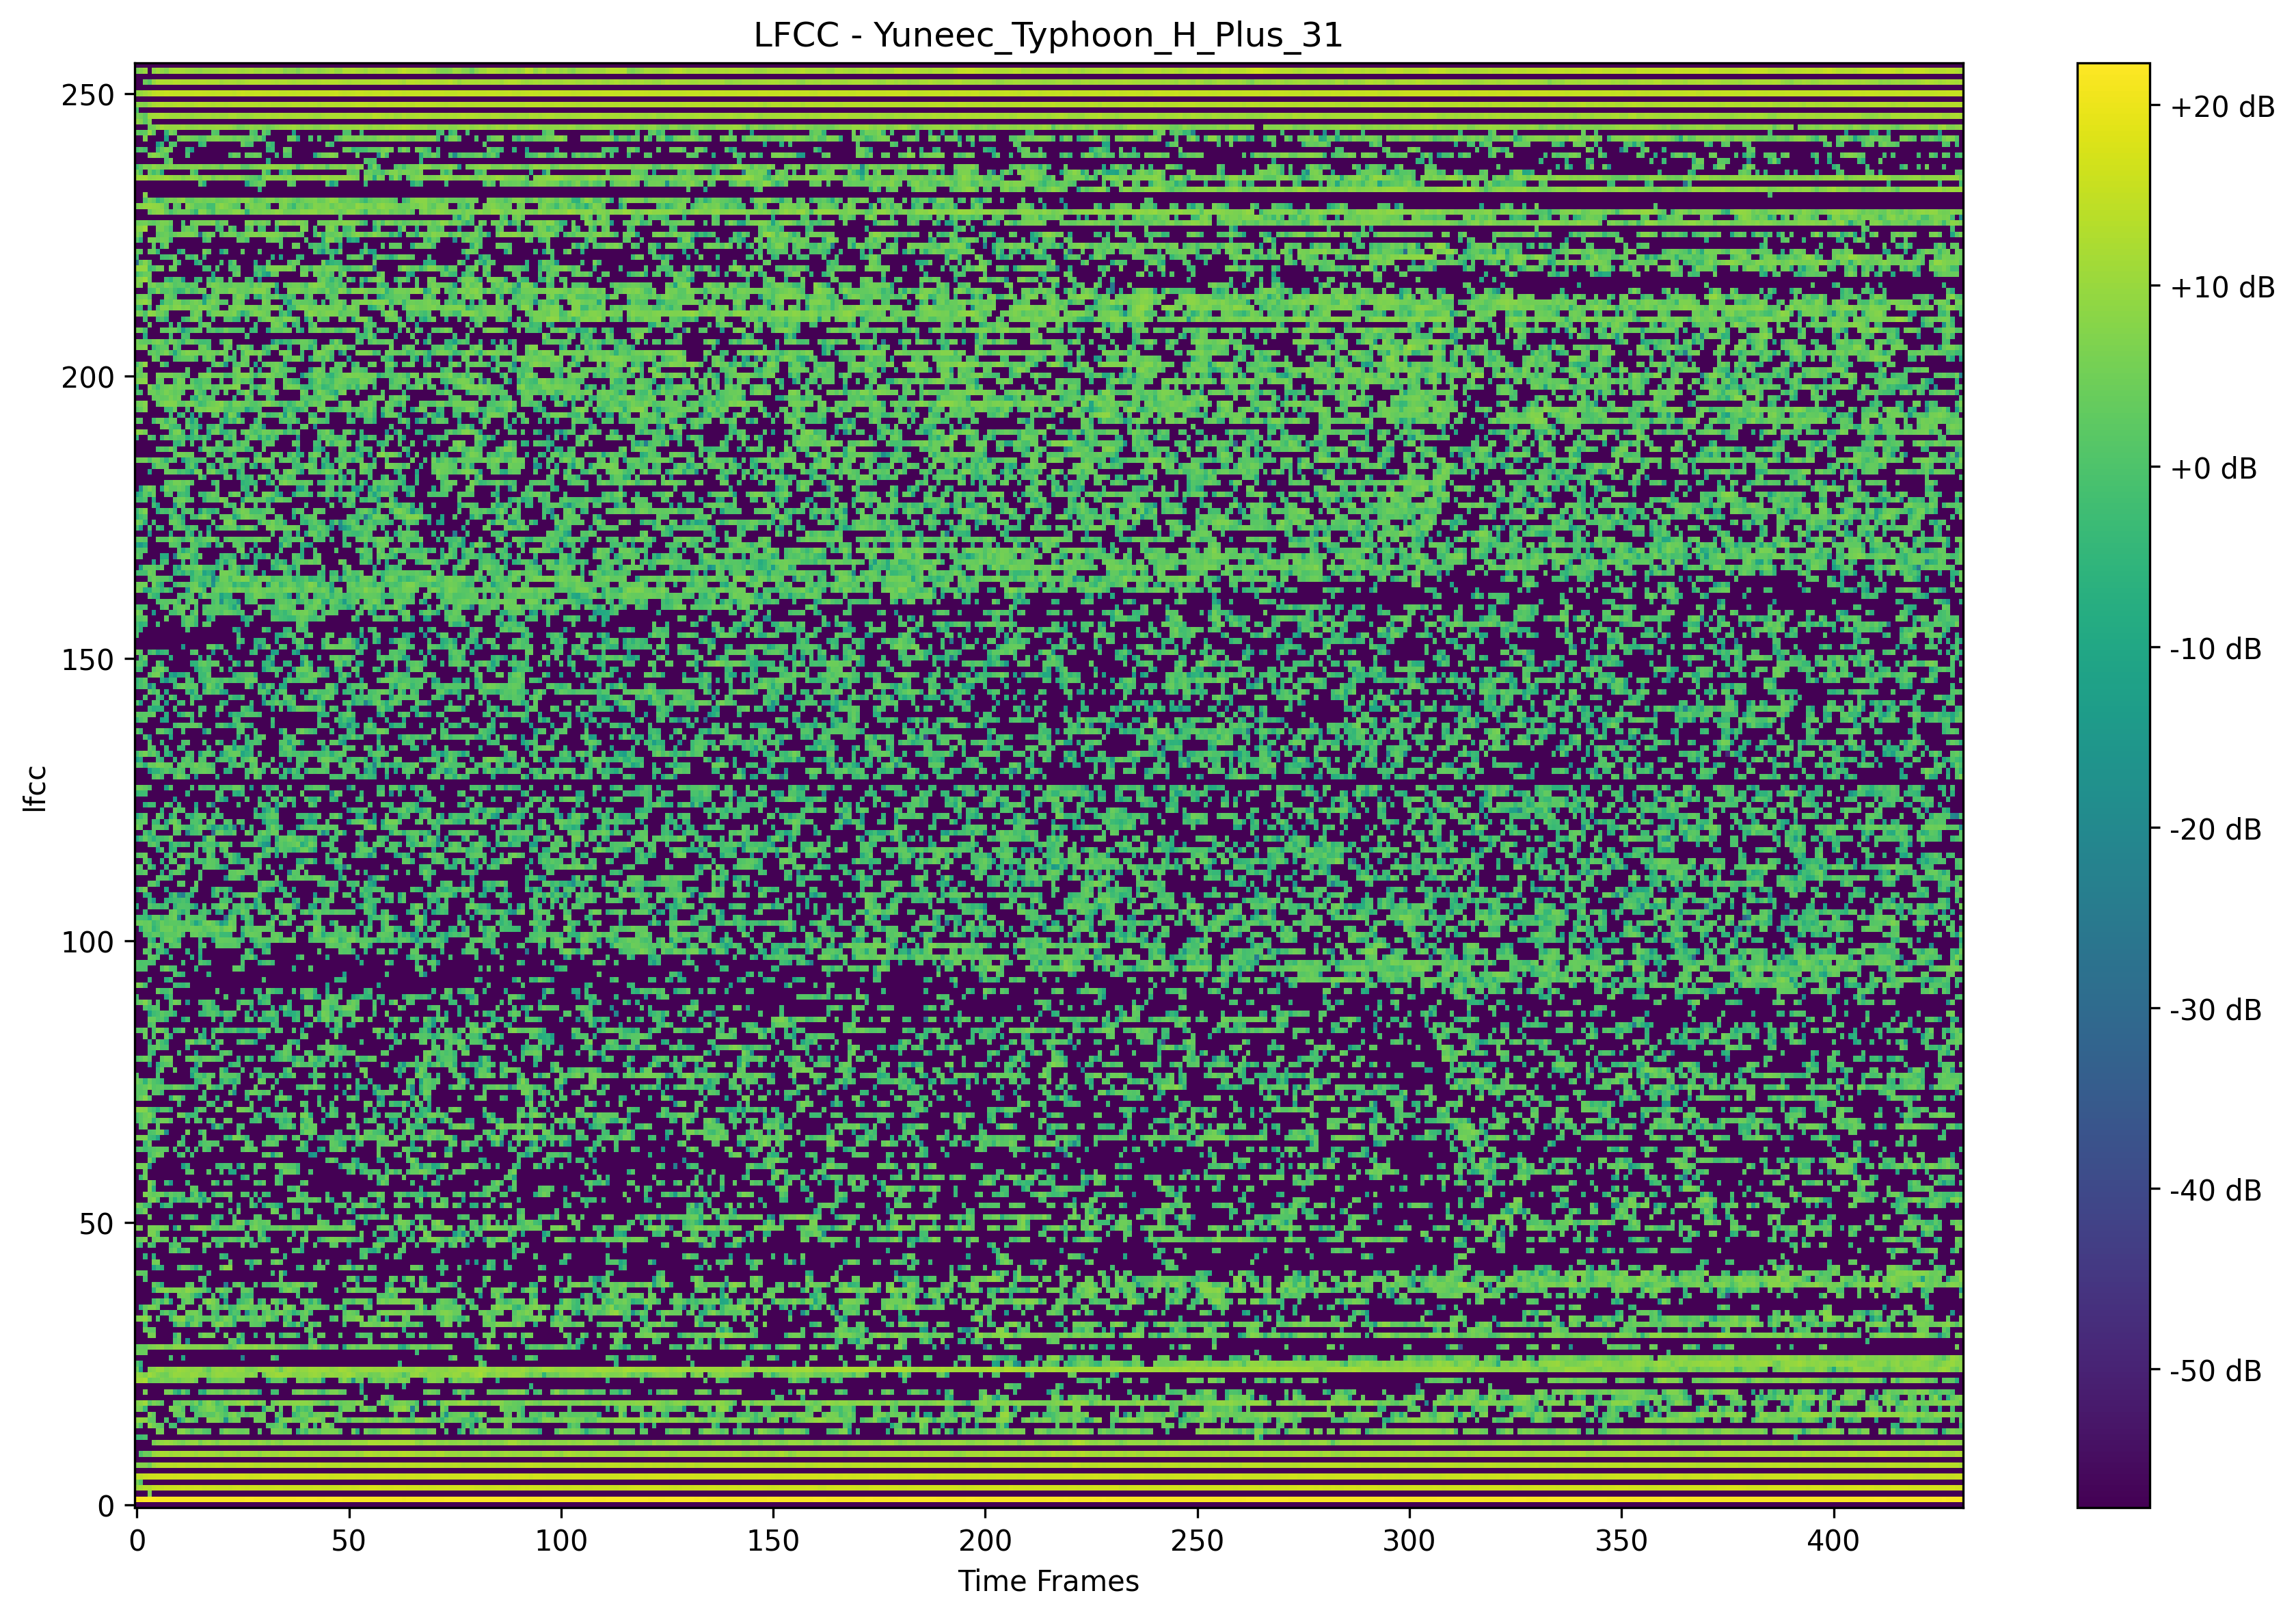 LFCC - Yuneec_Typhoon_H_Plus_31
250
200
150
100
50
0
lfcc
0 50 100 150 200 250 300 350 400
Time Frames
+20 dB
+10 dB
+0 dB
-10 dB
-20 dB
-30 dB
-40 dB
-50 dB